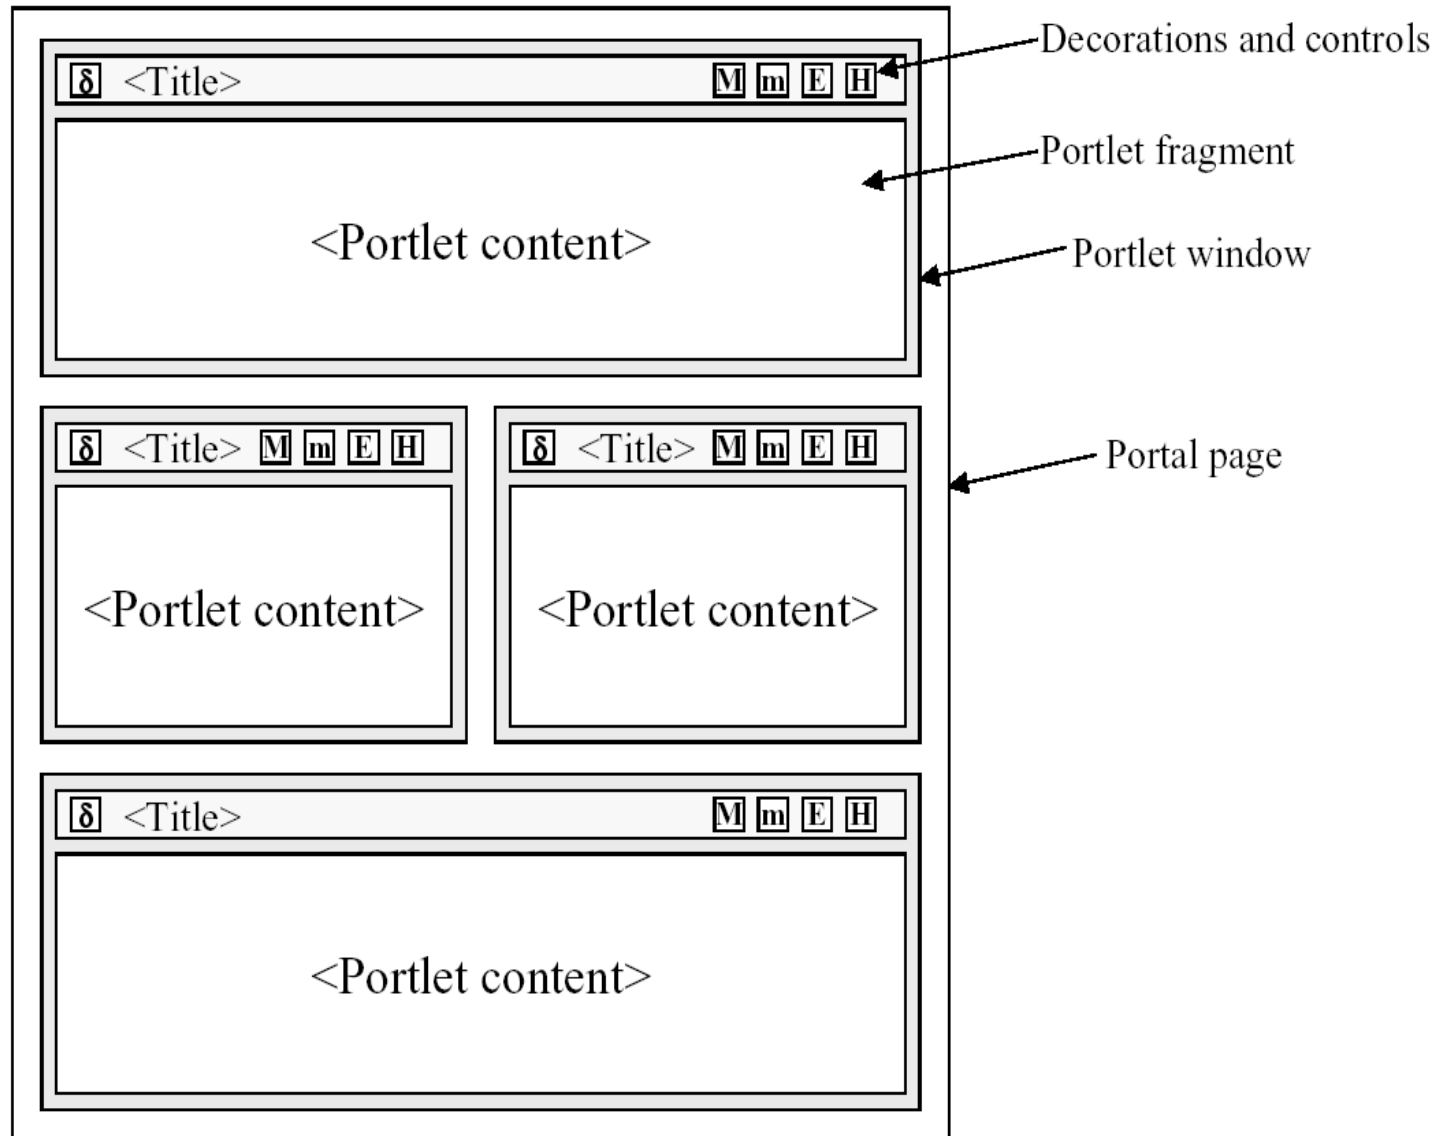 δ <Title> M m E H
Decorations and controls
Portlet fragment
<Portlet content>
Portlet window
δ <Title> M m E H
δ <Title> M m E H
Portal page
<Portlet content>
<Portlet content>
δ <Title> M m E H
<Portlet content>